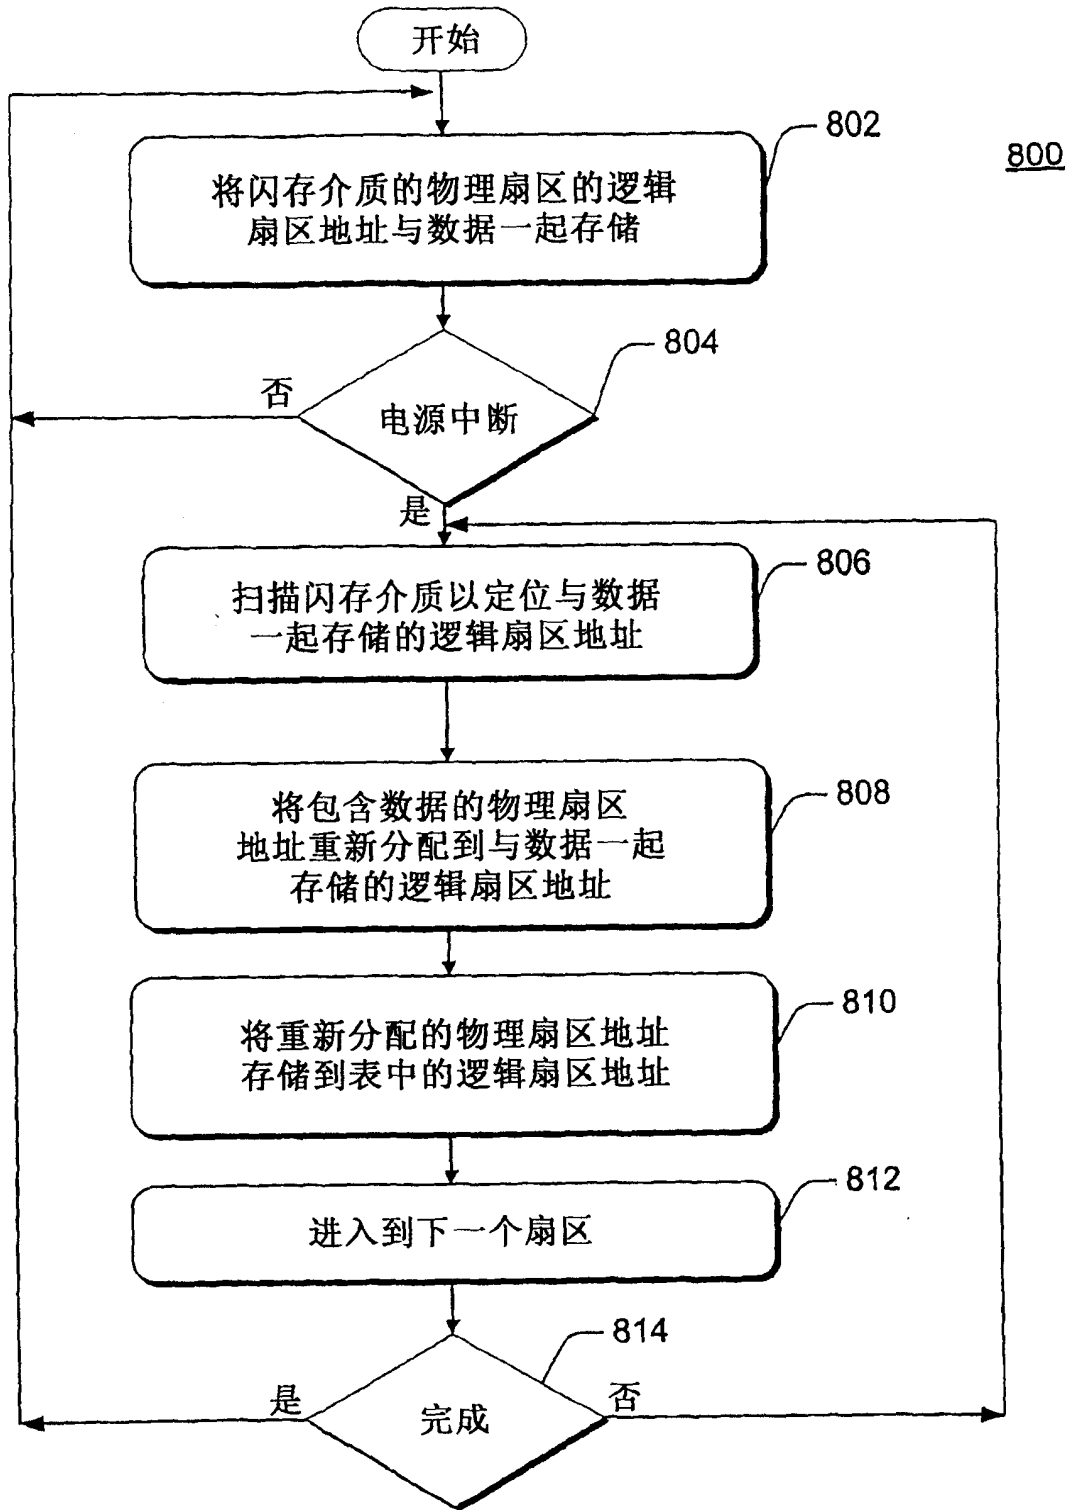 开始
802
800
将闪存介质的物理扇区的逻辑
扇区地址与数据一起存储
804
否
电源中断
是
806
扫描闪存介质以定位与数据
一起存储的逻辑扇区地址
808
将包含数据的物理扇区
地址重新分配到与数据一起
存储的逻辑扇区地址
810
将重新分配的物理扇区地址
存储到表中的逻辑扇区地址
812
进入到下一个扇区
814
是
否
完成